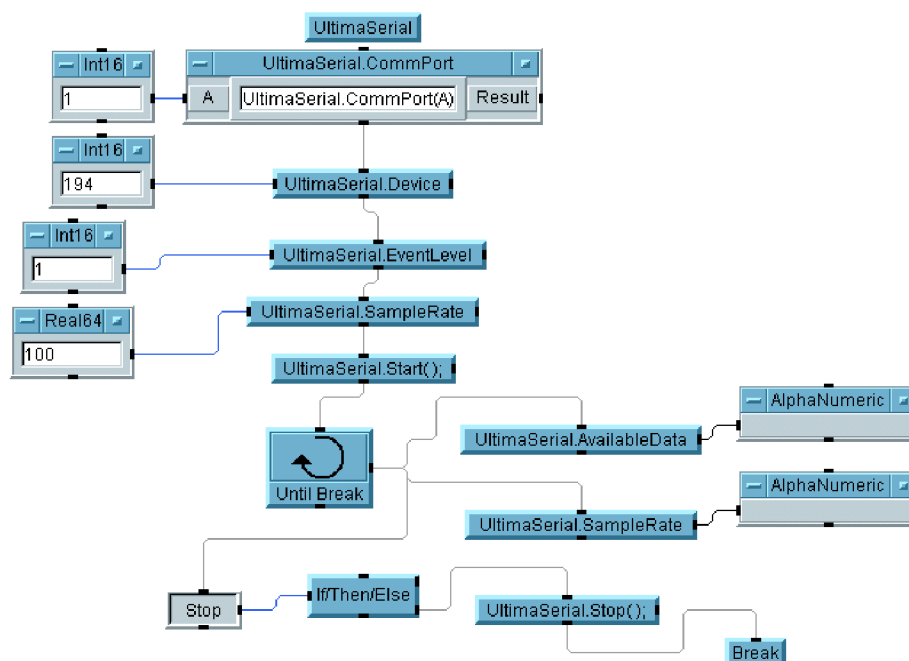 UltimaSerial
Int16
UltimaSerial.CommPort
1
A
UltimaSerial.CommPort(A)
Result
Int16
194
UltimaSerial.Device
Int16
1
UltimaSerial.EventLevel
Real64
100
UltimaSerial.SampleRate
UltimaSerial.Start();
Until Break
UltimaSerial.AvailableData
AlphaNumeric
UltimaSerial.SampleRate
AlphaNumeric
Stop
If/Then/Else
UltimaSerial.Stop();
Break